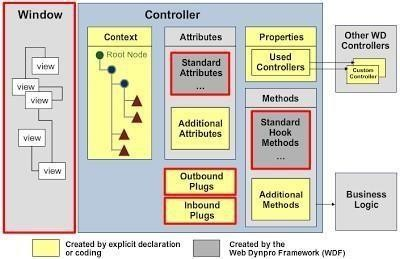 Window
view
view
view
view
view
Controller
Context
Root Node
Attributes
Standard
Attributes
...
Additional
Attributes
Outbound
Plugs
Inbound
Plugs
Properties
Used
Controllers
Methods
Standard
Hook
Methods
...
Additional
Methods
Other WD
Controllers
Custom
Controller
Business
Logic
Created by explicit declaration
or coding
Created by the
Web Dynpro Framework (WDF)